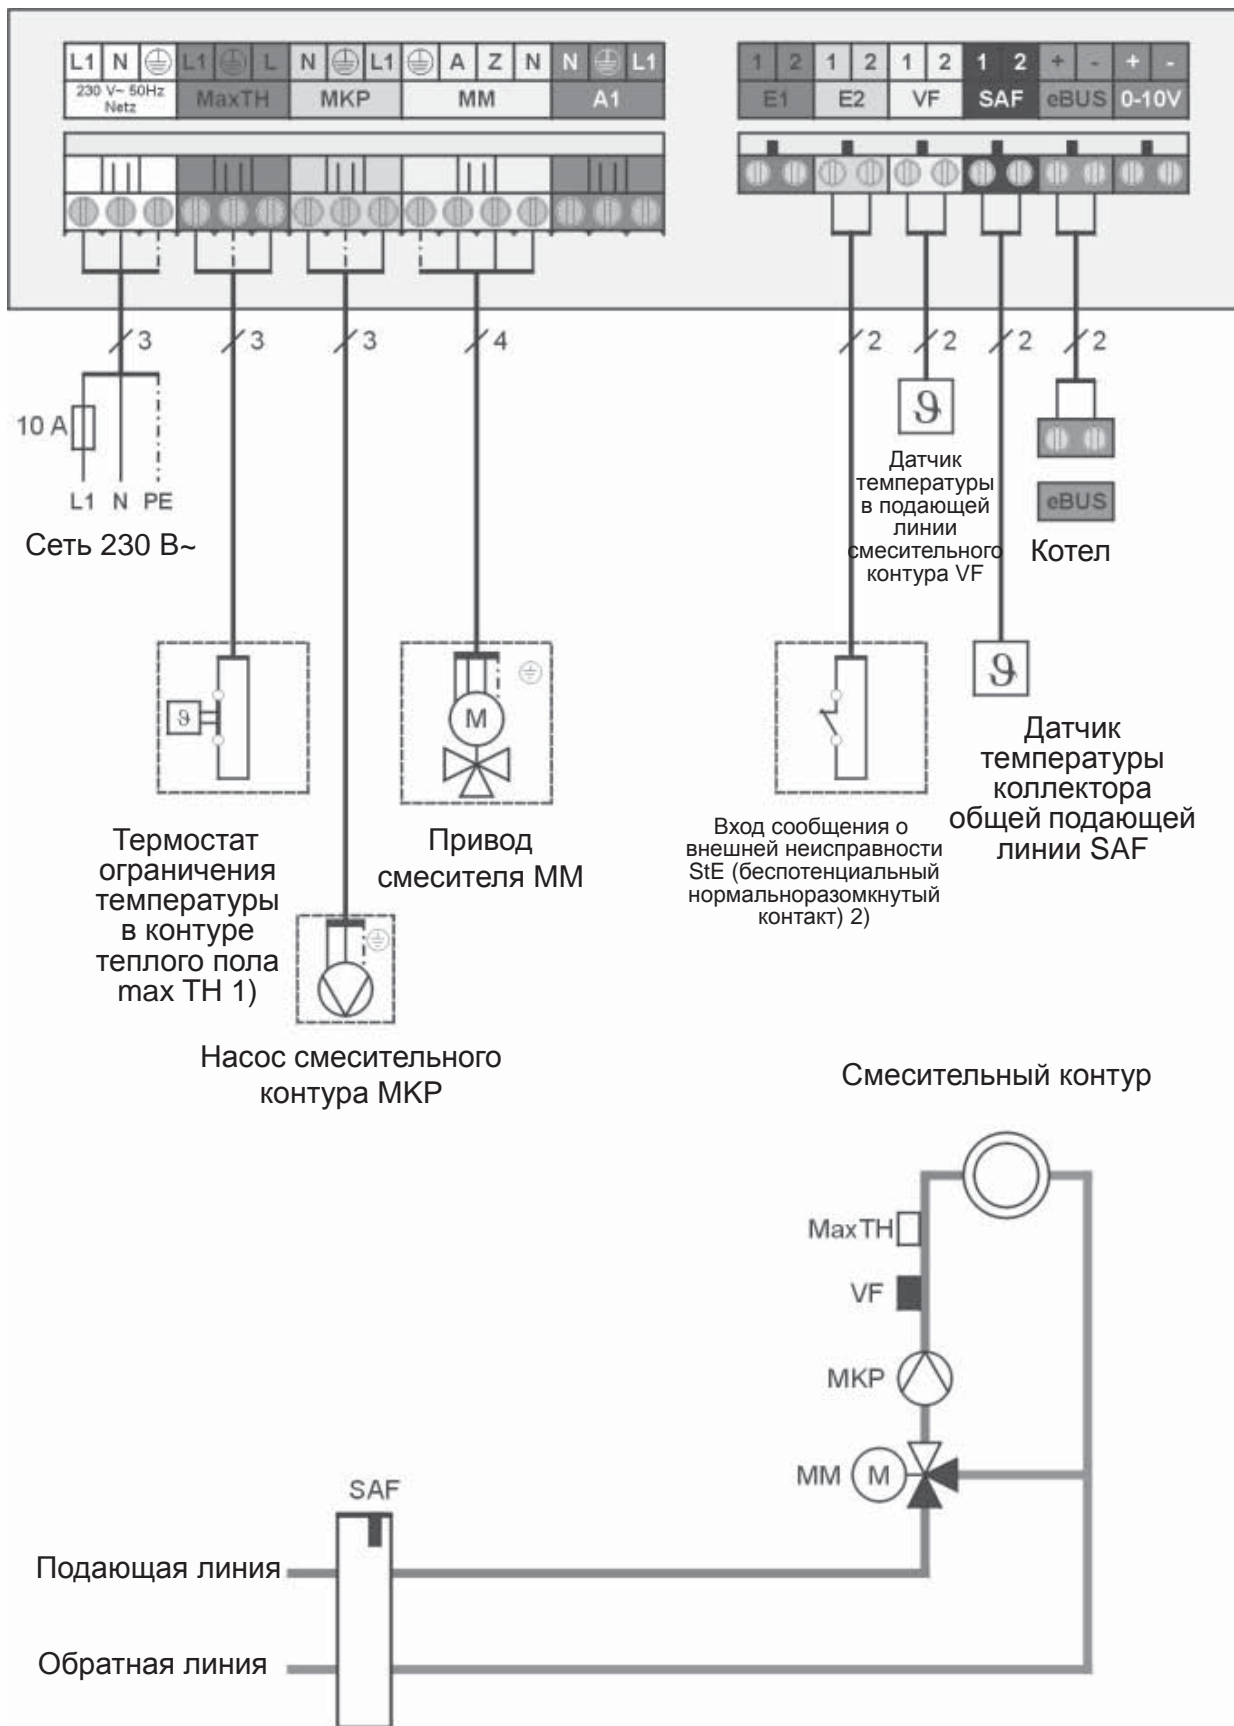 L1 N L1 L N L1 A Z N N L1
230 V~ 50Hz
Netz
MaxTH MKP MM A1
1 2 1 2 1 2 1 2 + - + -
E1 E2 VF SAF eBUS 0-10V
3 3 3 4 2 2 2 2
10 A
L1 N PE
Сеть 230 В~
ϑ
Датчик
температуры
в подающей
линии
смесительного
контура VF
eBUS
Котел
ϑ
M
ϑ
Термостат
ограничения
температуры
в контуре
теплого пола
max TH 1)
Привод
смесителя ММ
Вход сообщения о
внешней неисправности
StE (беспотенциальный
нормальноразомкнутый
контакт) 2)
Датчик
температуры
коллектора
общей подающей
линии SAF
Насос смесительного
контура МКР
Смесительный контур
MaxTH
VF
MKP
MM M
SAF
Подающая линия
Обратная линия